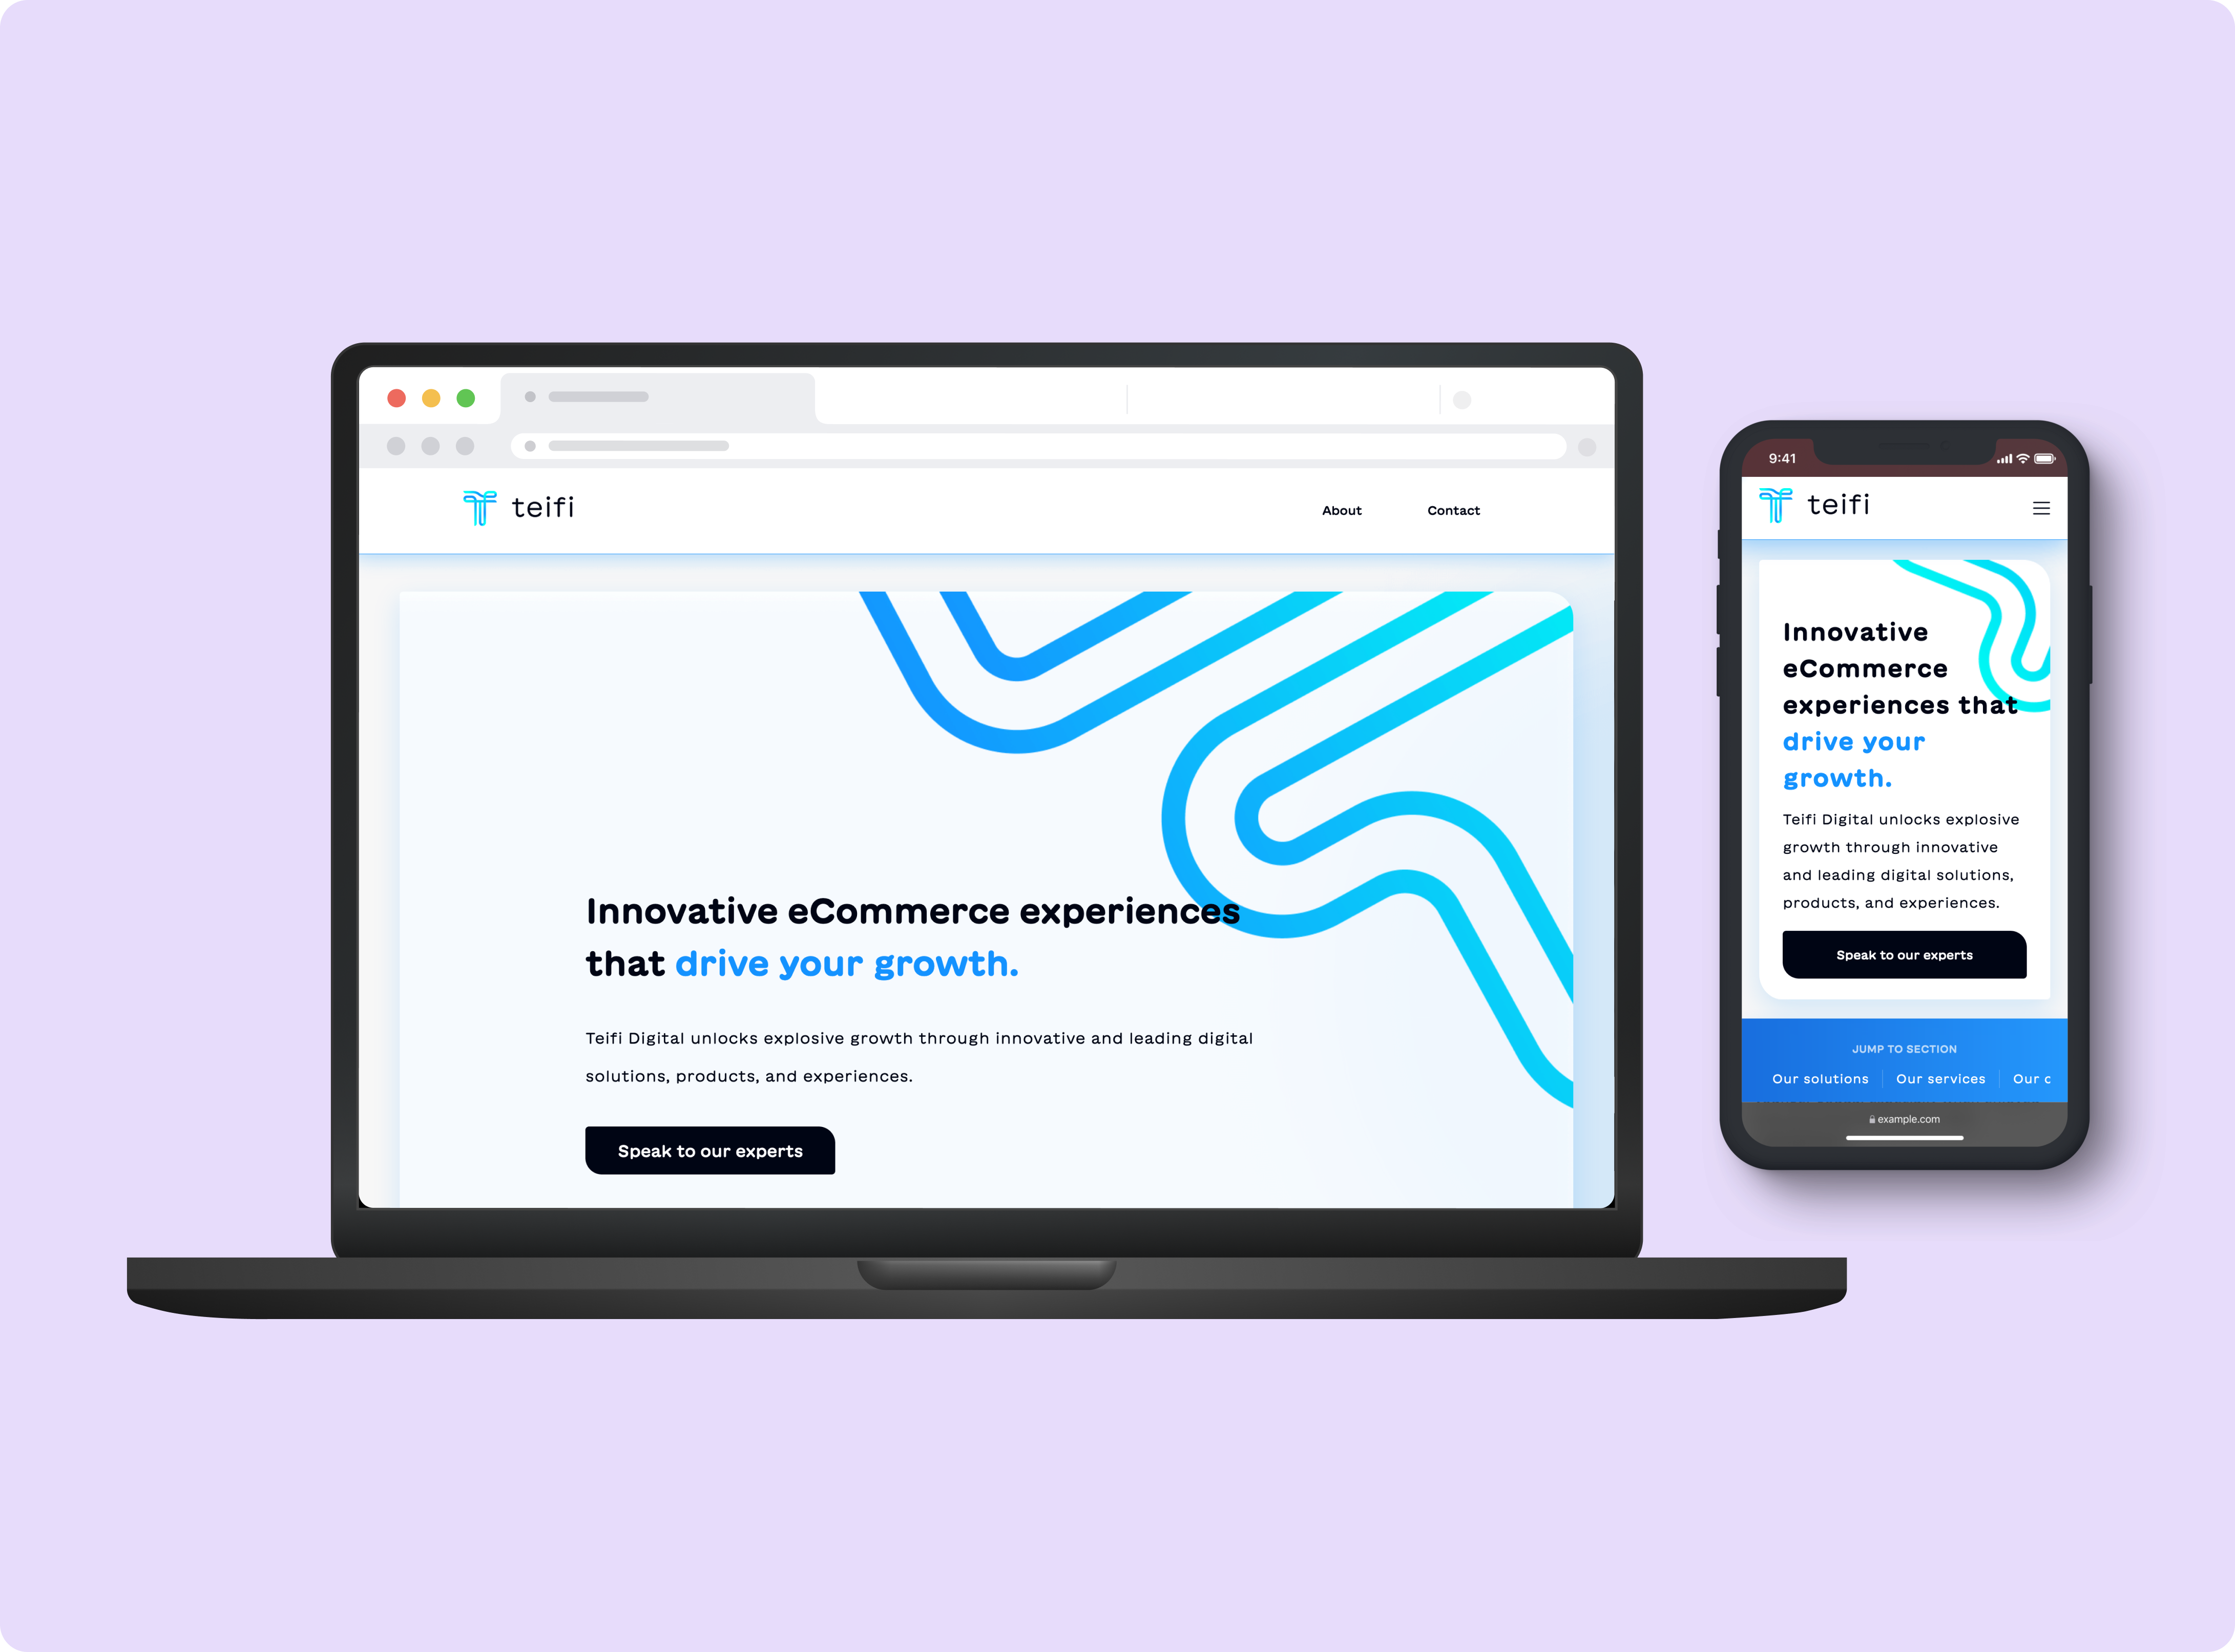 teifi
About
Contact
Innovative eCommerce experiences
that drive your growth.
Teifi Digital unlocks explosive growth through innovative and leading digital
solutions, products, and experiences.
Speak to our experts
9:41
teifi
Innovative
eCommerce
experiences that
drive your
growth.
Teifi Digital unlocks explosive
growth through innovative
and leading digital solutions,
products, and experiences.
Speak to our experts
JUMP TO SECTION
Our solutions
Our services
Our
example.com